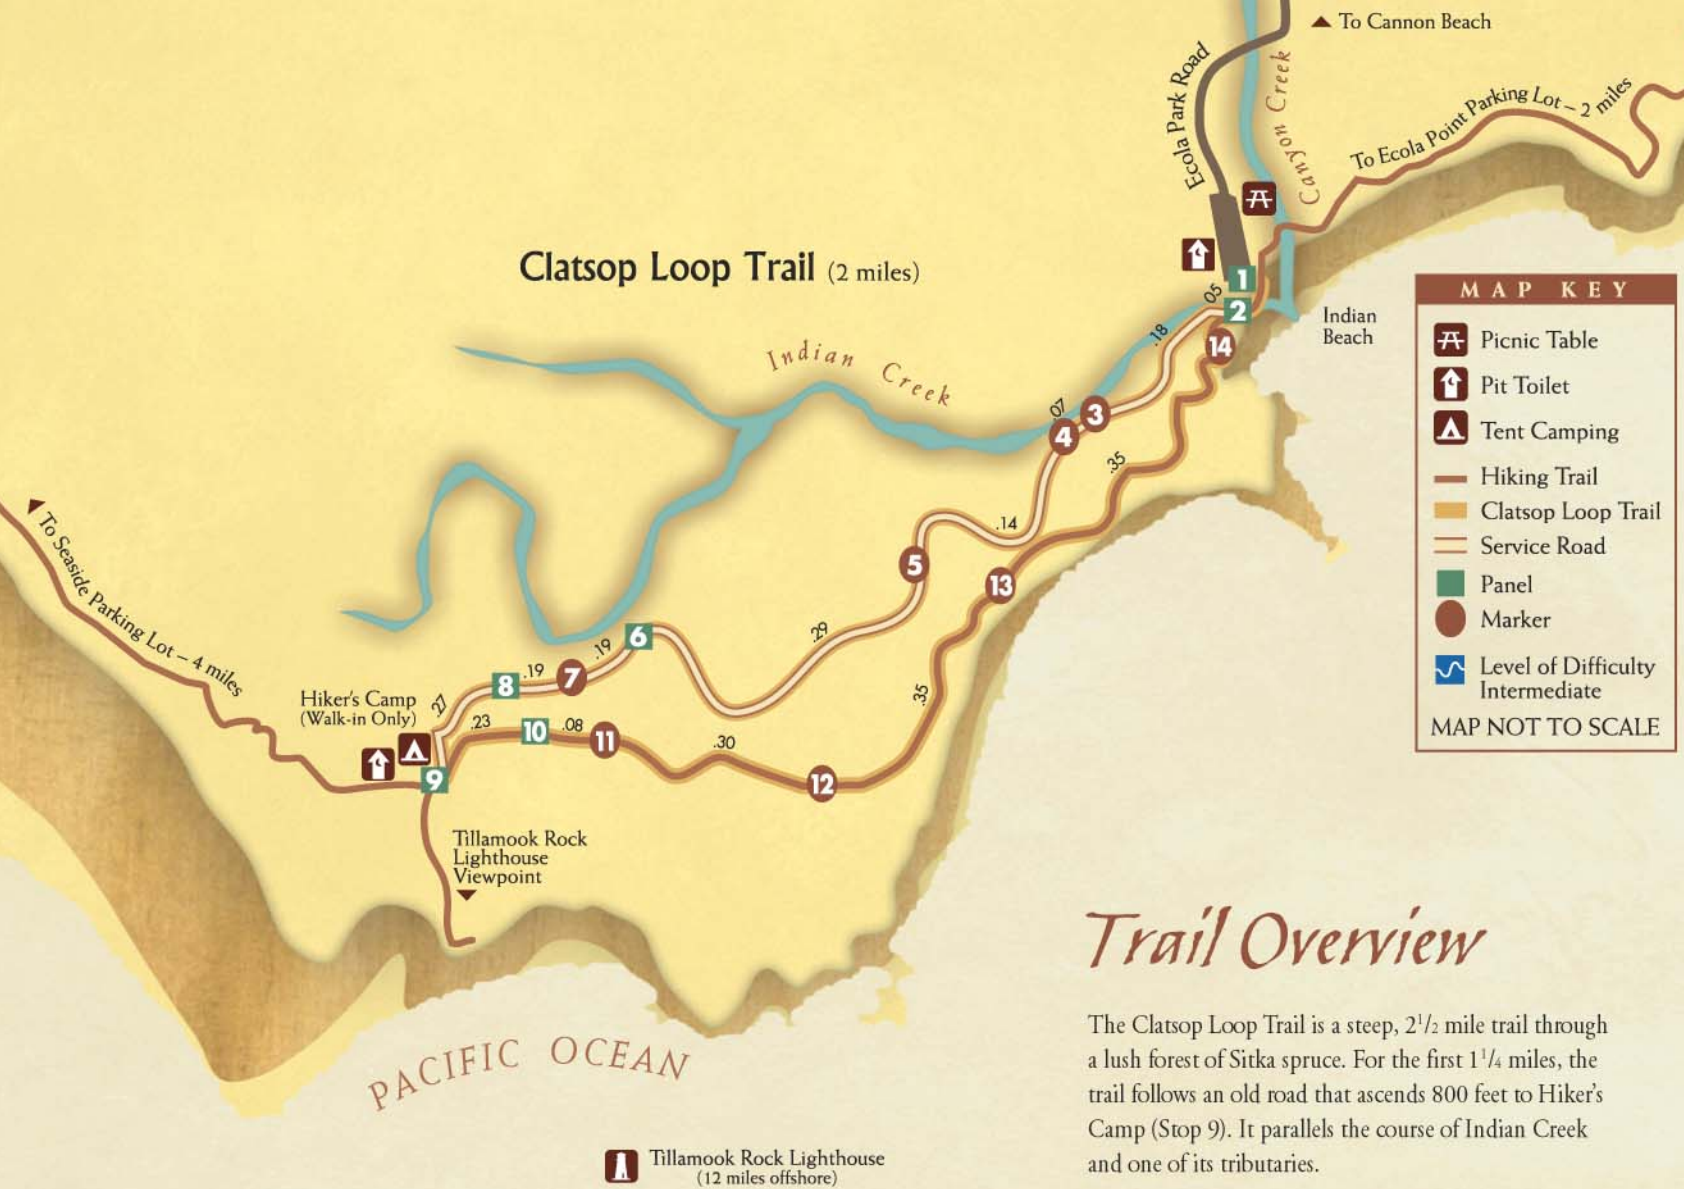 To Cannon Beach
Ecola Park Road
Canyon Creek
To Ecola Point Parking Lot – 2 miles
Clatsop Loop Trail (2 miles)
Indian Creek
1
.05
2
Indian
Beach
.18
14
.07
3
4
.35
.14
5
13
.29
6
.19
7
.19
8
.27
.35
To Seaside Parking Lot – 4 miles
Hiker's Camp
(Walk-in Only)
.23
10
.08
11
.30
12
9
Tillamook Rock
Lighthouse
Viewpoint
PACIFIC OCEAN
Tillamook Rock Lighthouse
(12 miles offshore)
MAP KEY
Picnic Table
Pit Toilet
Tent Camping
Hiking Trail
Clatsop Loop Trail
Service Road
Panel
Marker
Level of Difficulty
Intermediate
MAP NOT TO SCALE
Trail Overview
The Clatsop Loop Trail is a steep, 2 1/2 mile trail through
a lush forest of Sitka spruce. For the first 1 1/4 miles, the
trail follows an old road that ascends 800 feet to Hiker's
Camp (Stop 9). It parallels the course of Indian Creek
and one of its tributaries.